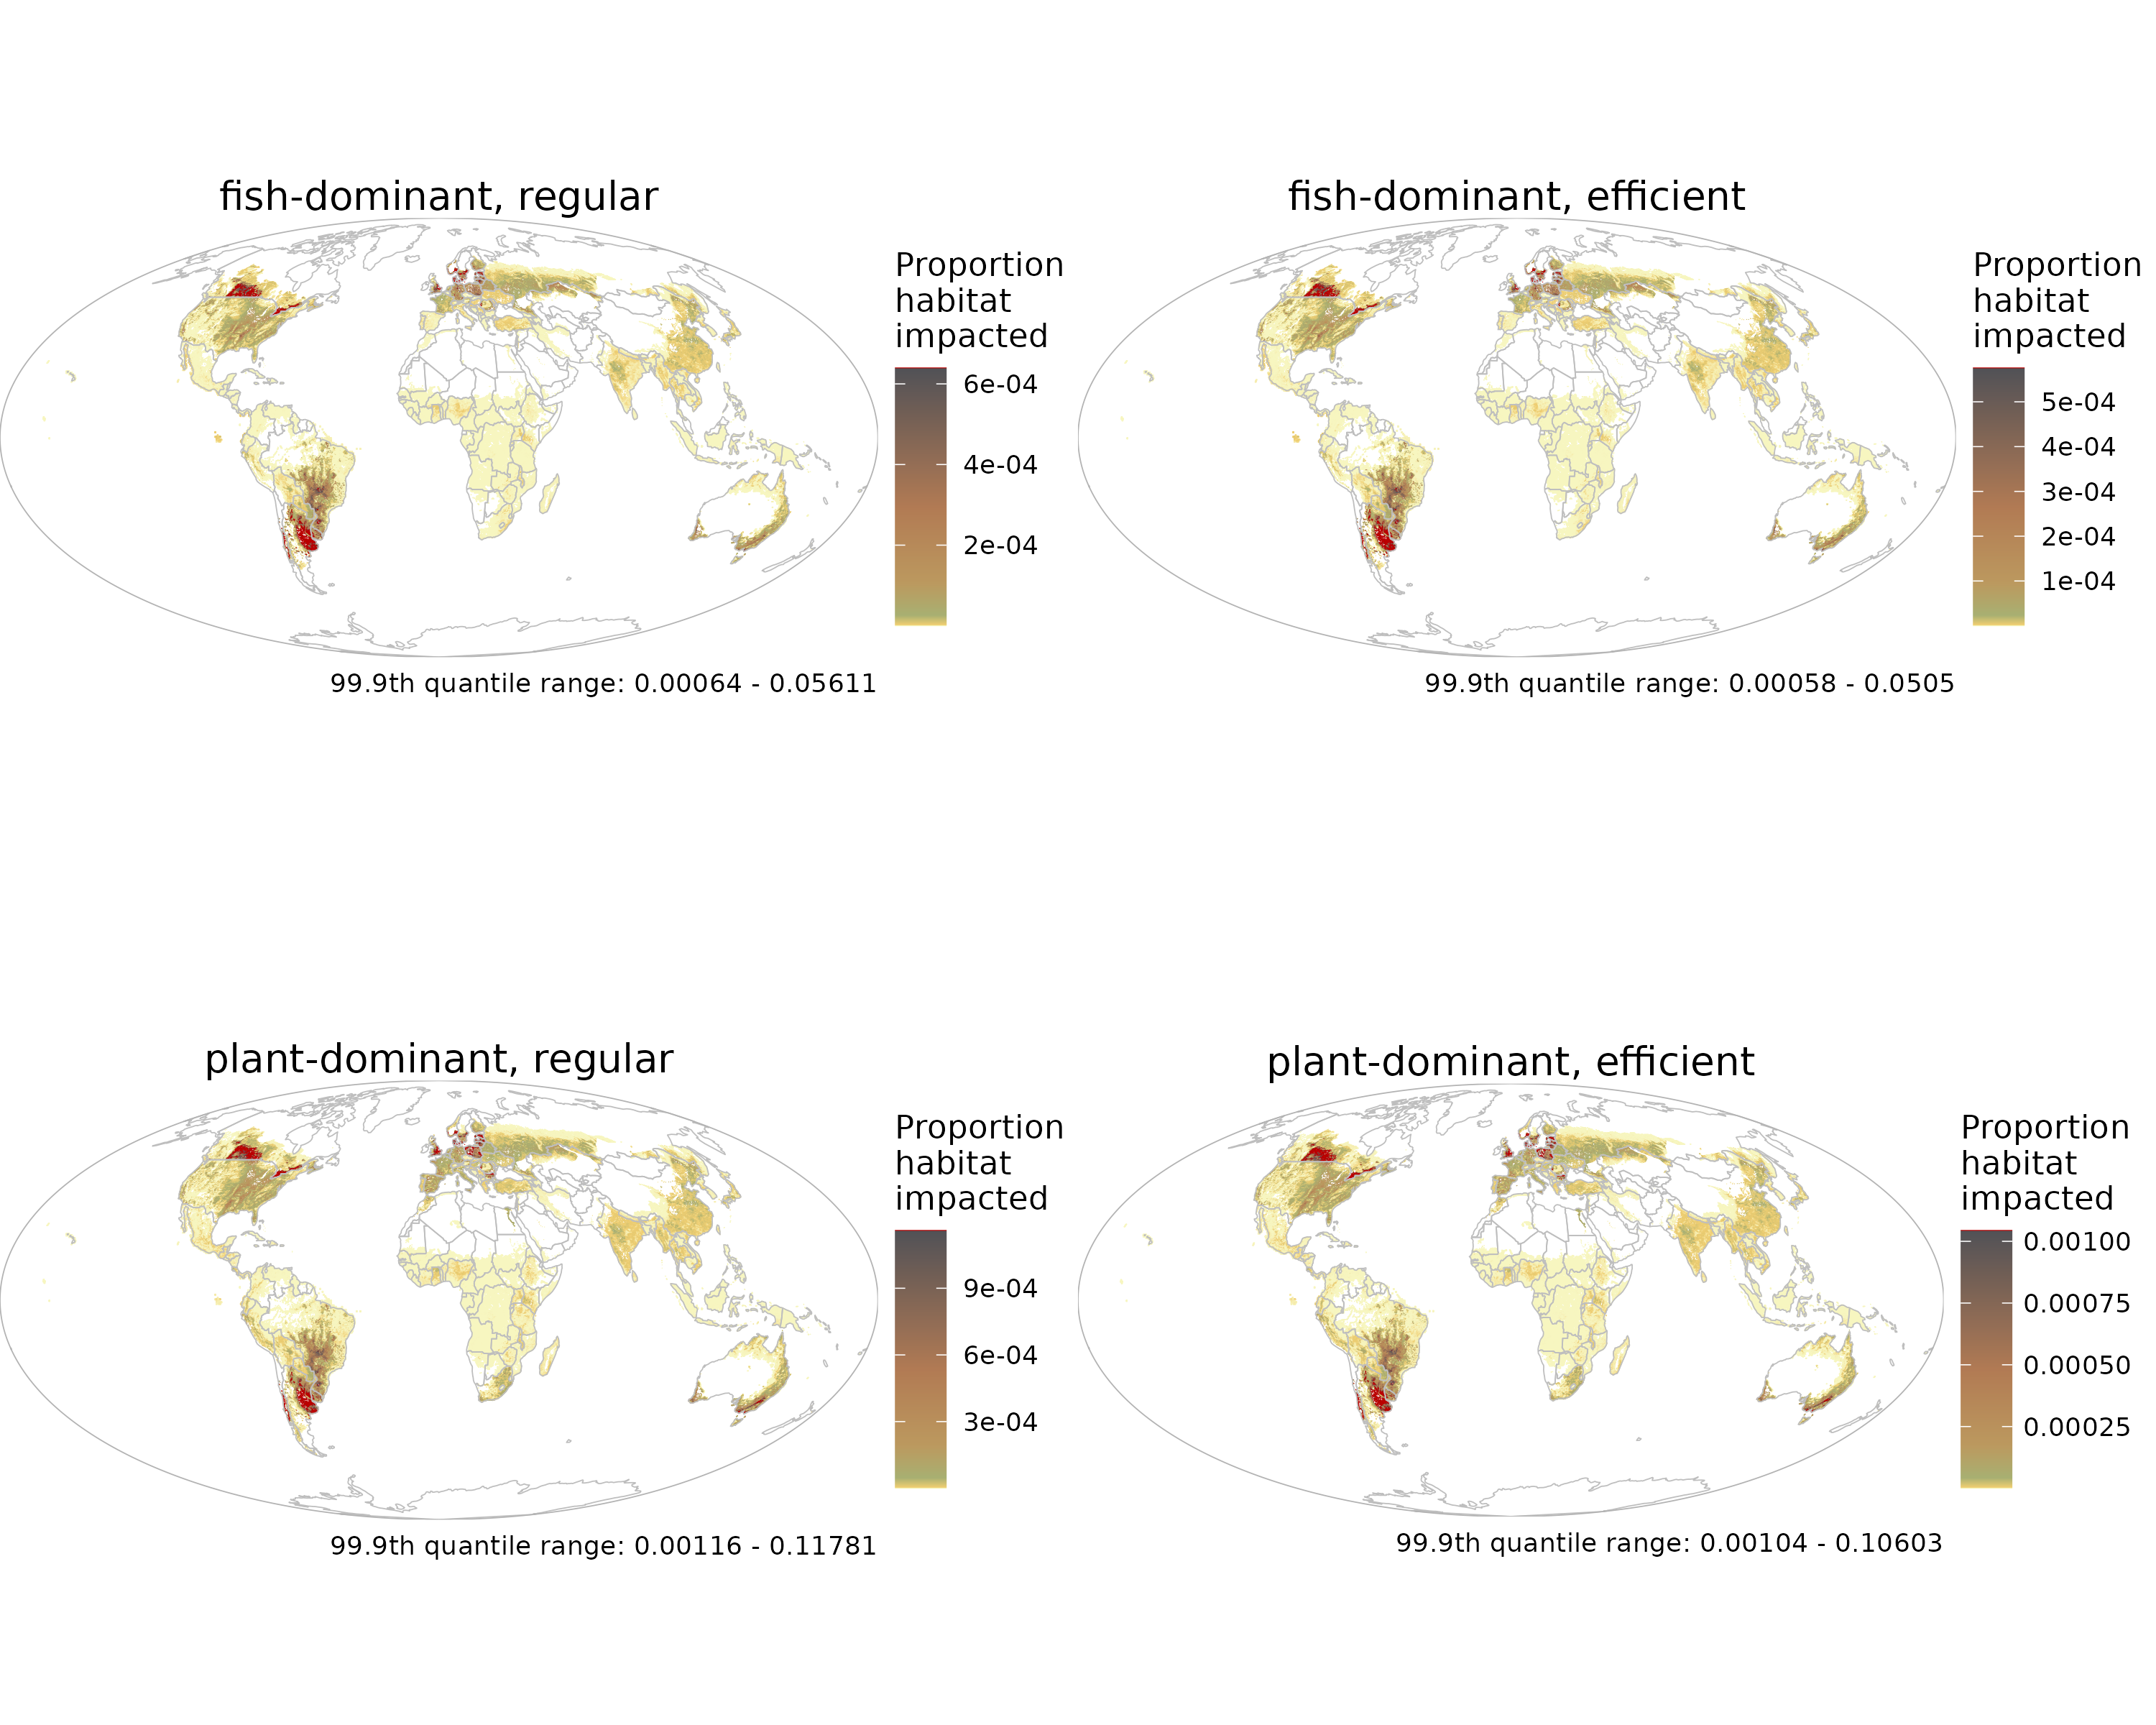 fish-dominant, regular
Proportion
habitat
impacted
6e-04
4e-04
2e-04
99.9th quantile range: 0.00064 - 0.05611
fish-dominant, efficient
Proportion
habitat
impacted
5e-04
4e-04
3e-04
2e-04
1e-04
99.9th quantile range: 0.00058 - 0.0505
plant-dominant, regular
Proportion
habitat
impacted
9e-04
6e-04
3e-04
99.9th quantile range: 0.00116 - 0.11781
plant-dominant, efficient
Proportion
habitat
impacted
0.00100
0.00075
0.00050
0.00025
99.9th quantile range: 0.00104 - 0.10603